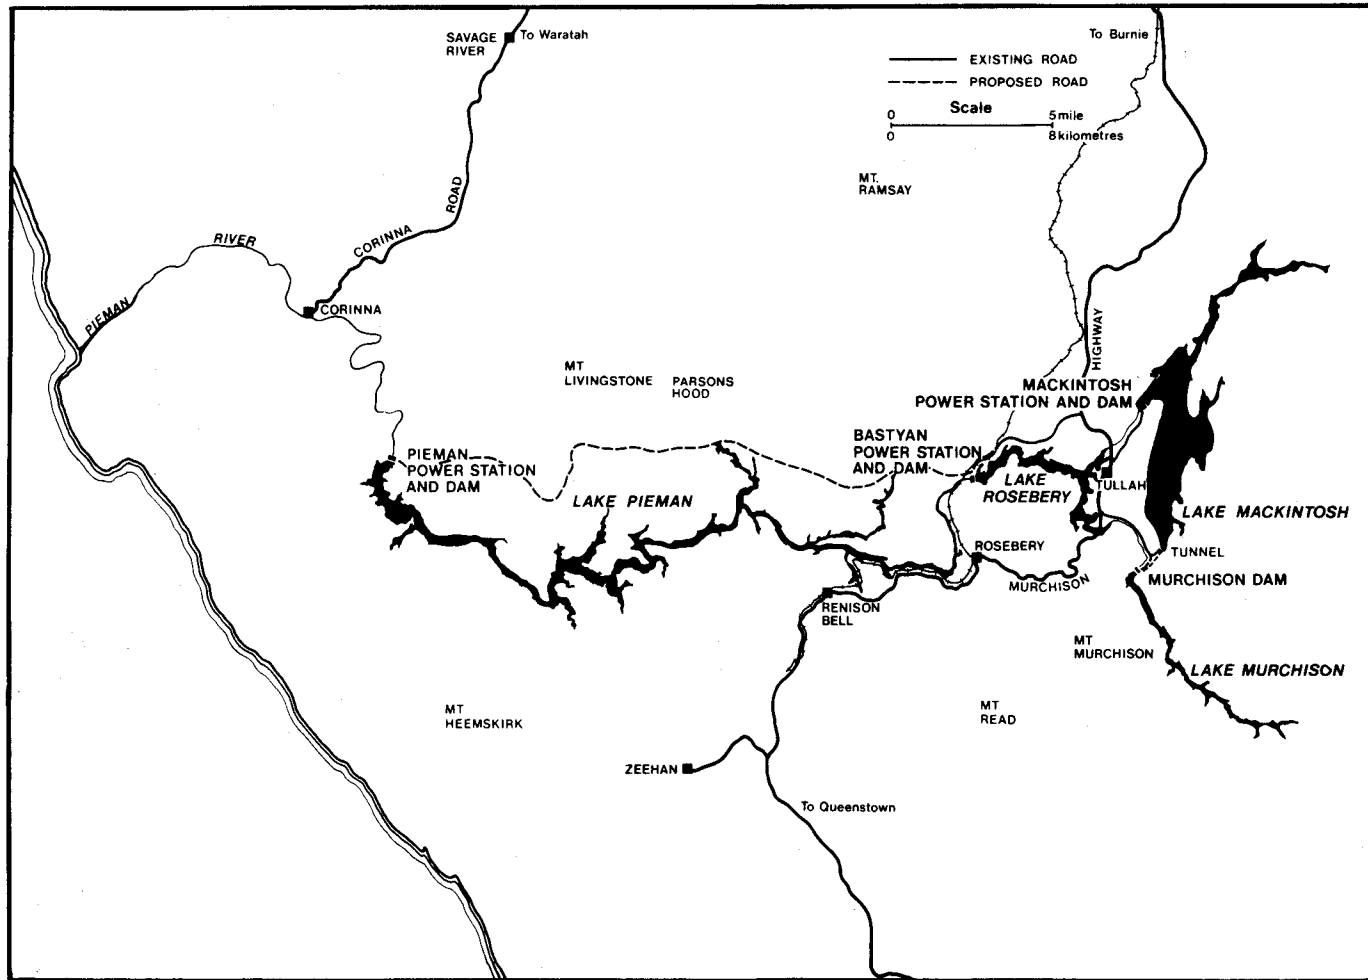 SAVAGE
RIVER
To Waratah
To Burnie
EXISTING ROAD
PROPOSED ROAD
Scale
0 5 mile
0 8 kilometres
MT.
RAMSAY
CORINNA ROAD
PIEMAN RIVER
CORINNA
HIGHWAY
MT
LIVINGSTONE
PARSONS
HOOD
MACKINTOSH
POWER STATION AND DAM
BASTYAN
POWER STATION
AND DAM
PIEMAN
POWER STATION
AND DAM
LAKE PIEMAN
LAKE
ROSEBERY
TULLAH
LAKE MACKINTOSH
ROSEBERY
TUNNEL
MURCHISON
MURCHISON DAM
RENISON
BELL
MT
MURCHISON
LAKE MURCHISON
MT
HEEMSKIRK
MT
READ
ZEEHAN
To Queenstown